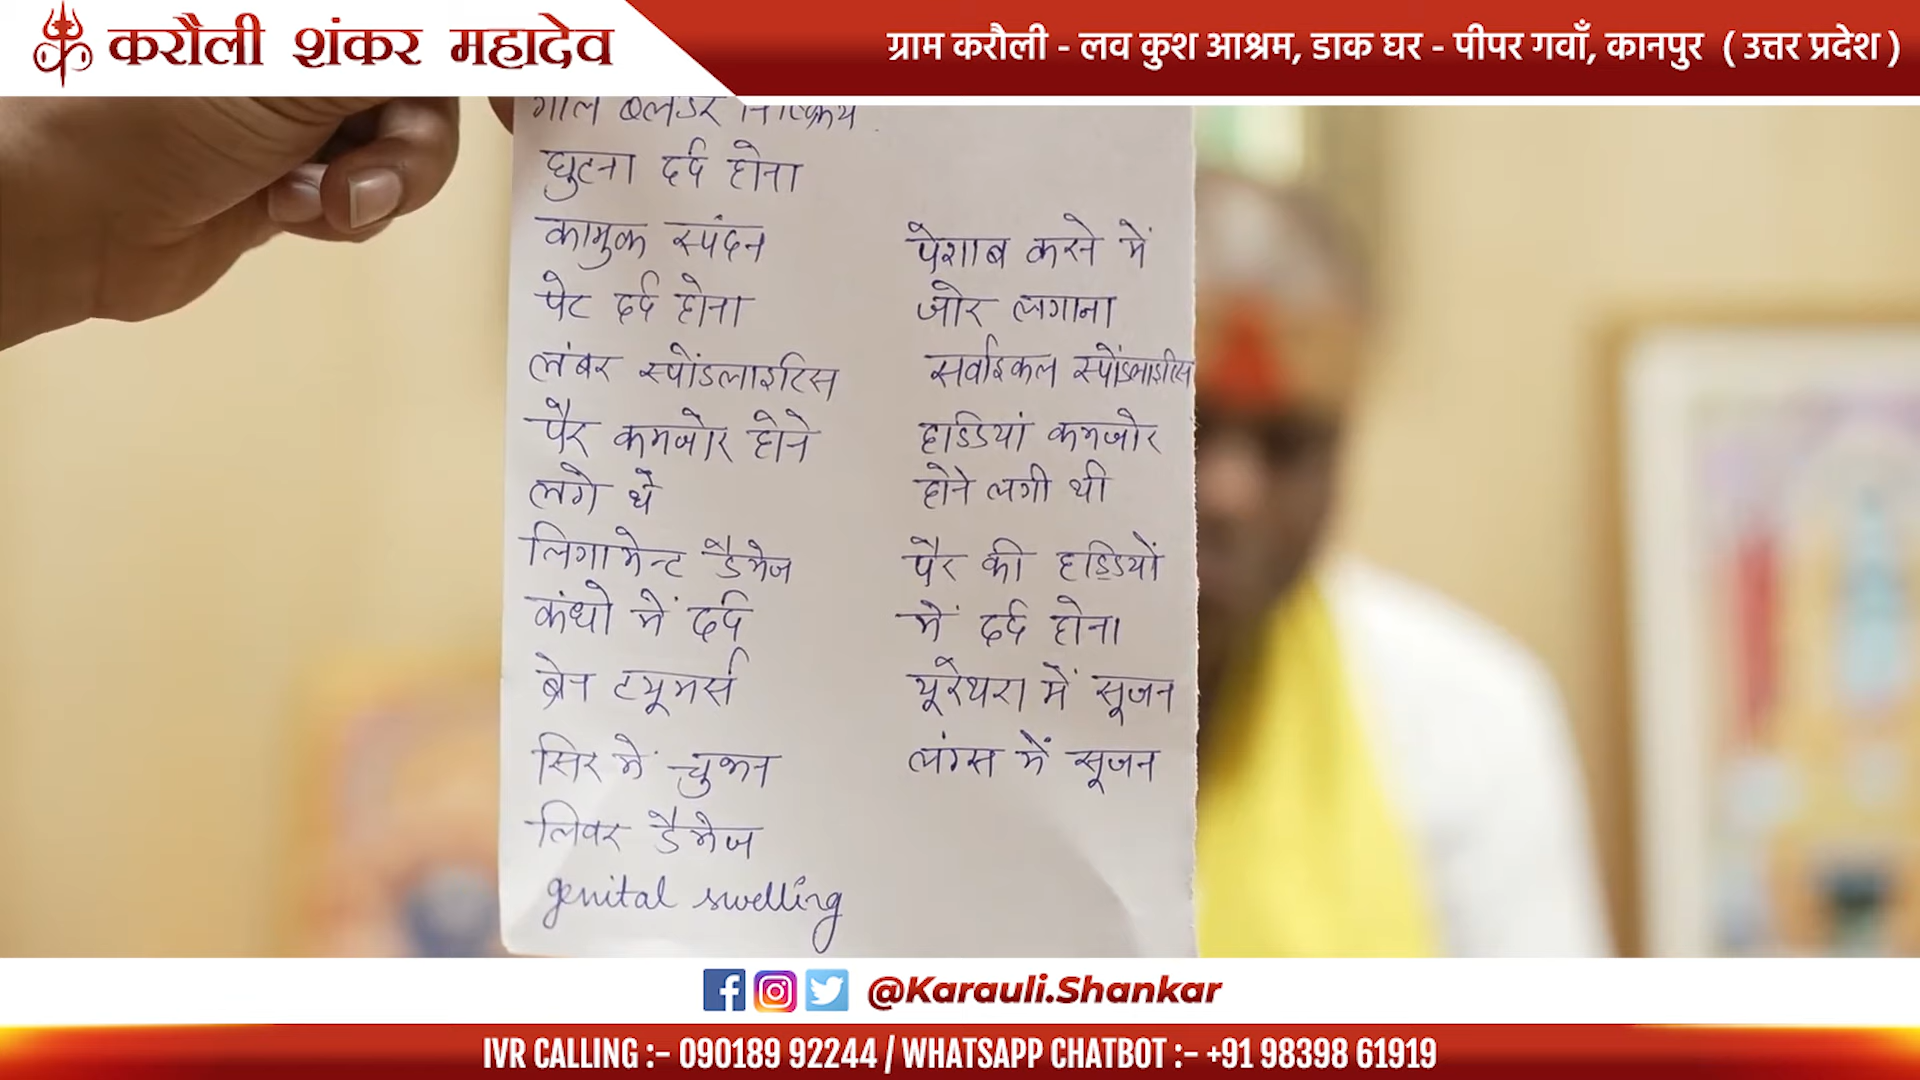 करौली शंकर महादेव
ग्राम करौली - लव कुश आश्रम, डाक घर - पीपर गवाँ, कानपुर ( उत्तर प्रदेश )
गाल ब्लडर निष्क्रिय
घुटना दर्द होना
कामुक स्पंदन
पेट दर्द होना
लंबर स्पोंडलाइटिस
पैर कमजोर होने
लगे थे
लिगामेन्ट डैमेज
कंधो में दर्द
ब्रेन ट्यूमर्स
सिर में चुभन
लिवर डैमेज
genital swelling
पेशाब करने में
जोर लगाना
सर्वाइकल स्पोंडलाइटिस
हाड्डियां कमजोर
होने लगी थी
पैर की हड्डियों
में दर्द होना
यूरेथरा में सूजन
लंग्स में सूजन
@Karauli.Shankar
IVR CALLING :- 090189 92244 / WHATSAPP CHATBOT :- +91 98398 61919